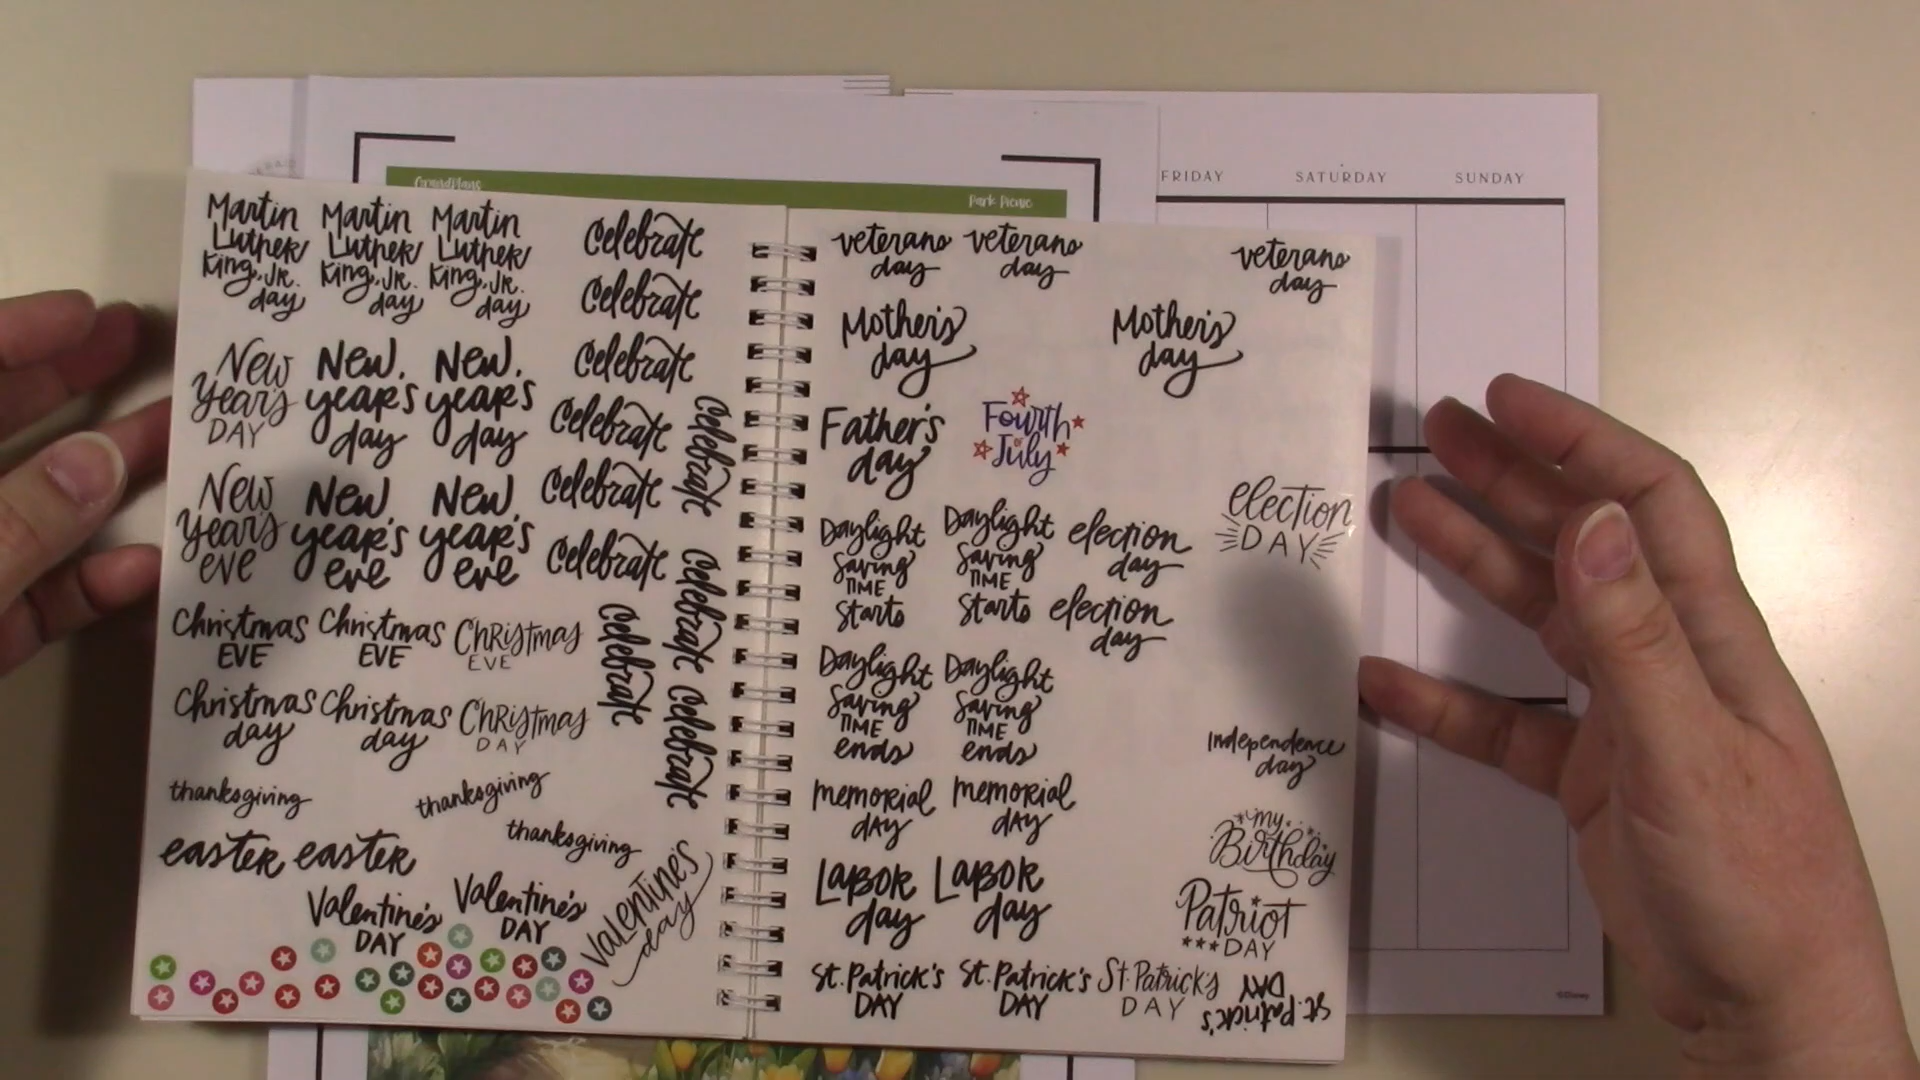 GrandPlans
Park Picnic
FRIDAY SATURDAY SUNDAY
Martin Martin Martin
Luther Luther Luther
King, Jr. King, Jr. King, Jr.
day day day
Celebrate
Celebrate
New New, New,
Year's year's year's
DAY day day
Celebrate
Celebrate
Celebrate
New New New,
Year's year's year's
eve eve eve
Celebrate
Celebrate
Christmas Christmas Christmas
EVE EVE EVE
Celebrate
Celebrate
Christmas Christmas Christmas
day day DAY
Celebrate
thanksgiving thanksgiving
thanksgiving
easter easter
Valentine's Valentine's Valentine's
DAY DAY day
veterans veterans veterans
day day day
Mother's Mother's
day day
Father's
day
Fourth
OF
July
election
DAY
Daylight Daylight
Saving Saving
TIME TIME
Starts Starts
election
day
election
day
Daylight Daylight
Saving Saving
TIME TIME
ends ends
Independence
day
memorial memorial
day day
my
Birthday
Labor Labor
day day
Patriot
DAY
St. Patrick's St. Patrick's St. Patrick's St. Patrick's
DAY DAY DAY DAY
©Disney